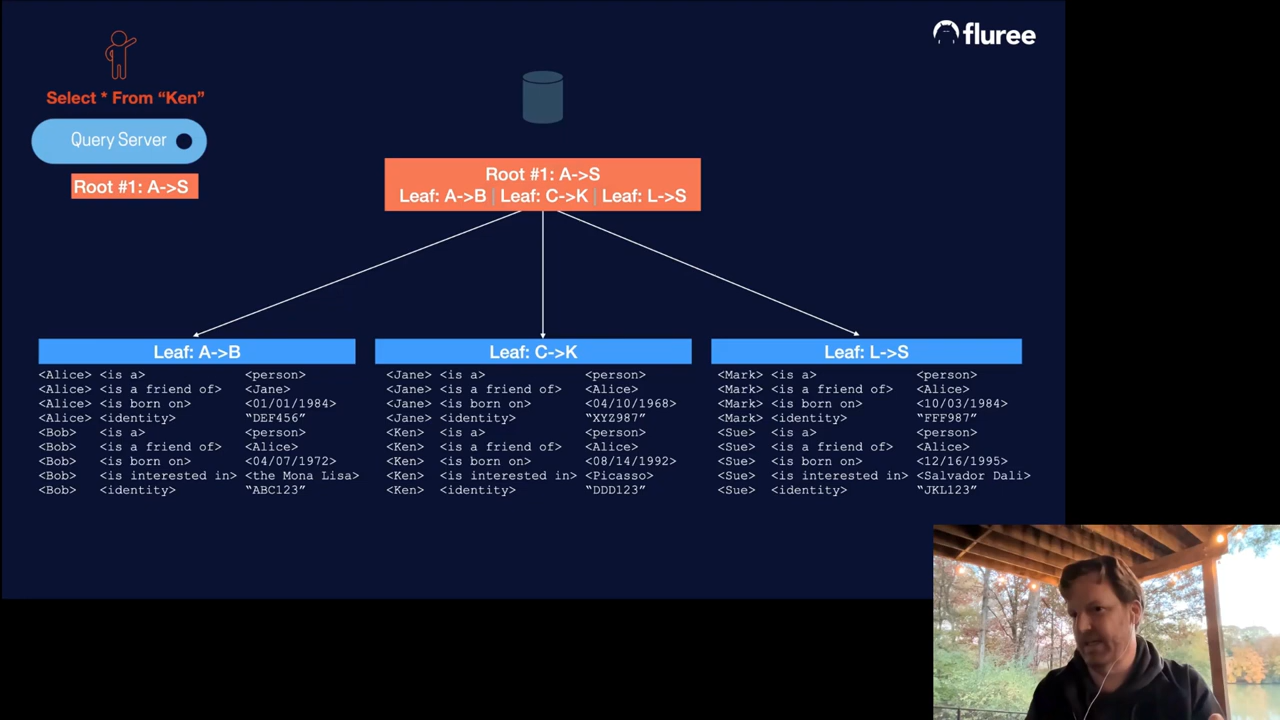 fluree
Select * From “Ken”
Query Server
Root #1: A->S
Root #1: A->S
Leaf: A->B | Leaf: C->K | Leaf: L->S
Leaf: A->B
<Alice> <is a> <person>
<Alice> <is a friend of> <Jane>
<Alice> <is born on> <01/01/1984>
<Alice> <identity> “DEF456”
<Bob> <is a> <person>
<Bob> <is a friend of> <Alice>
<Bob> <is born on> <04/07/1972>
<Bob> <is interested in> <the Mona Lisa>
<Bob> <identity> “ABC123”
Leaf: C->K
<Jane> <is a> <person>
<Jane> <is a friend of> <Alice>
<Jane> <is born on> <04/10/1968>
<Jane> <identity> “XYZ987”
<Ken> <is a> <person>
<Ken> <is a friend of> <Alice>
<Ken> <is born on> <08/14/1992>
<Ken> <is interested in> <Picasso>
<Ken> <identity> “DDD123”
Leaf: L->S
<Mark> <is a> <person>
<Mark> <is a friend of> <Alice>
<Mark> <is born on> <10/03/1984>
<Mark> <identity> “FFF987”
<Sue> <is a> <person>
<Sue> <is a friend of> <Alice>
<Sue> <is born on> <12/16/1995>
<Sue> <is interested in> <Salvador Dali>
<Sue> <identity> “JKL123”